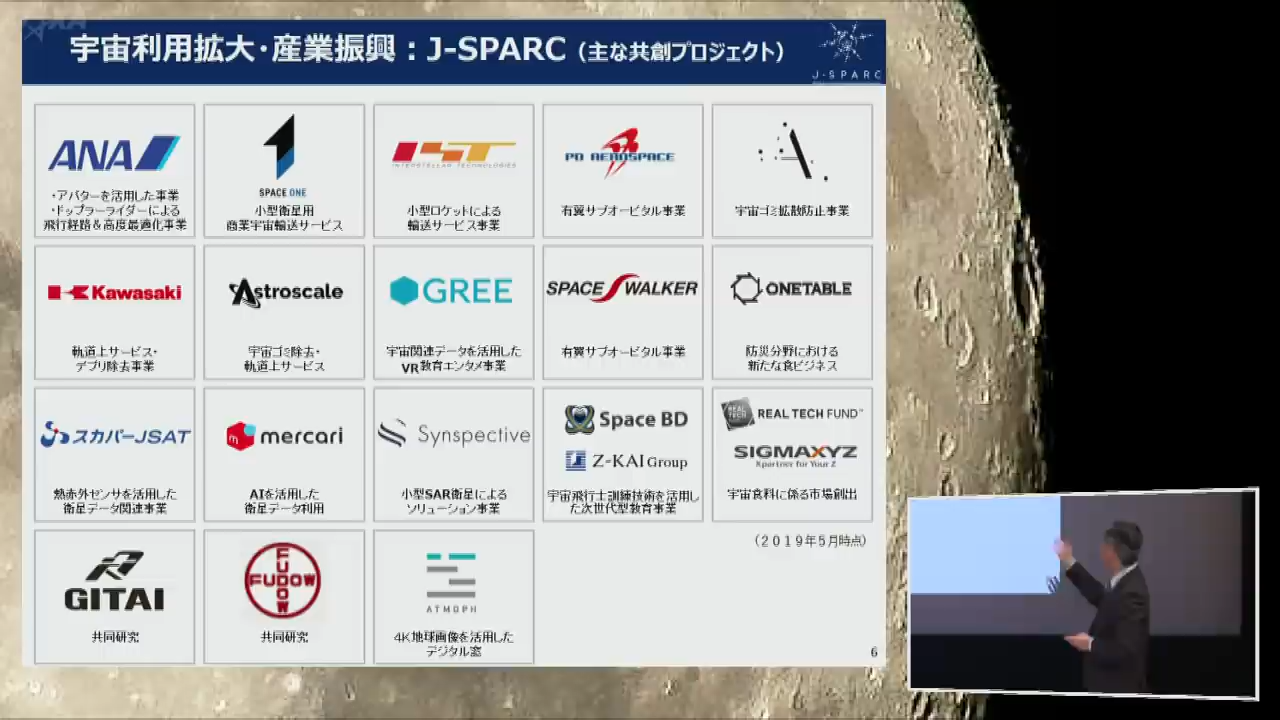 JAXA
宇宙利用拡大・産業振興：J-SPARC（主な共創プロジェクト）
J-SPARC
ANA
・アバターを活用した事業
・ドップラーライダーによる
飛行経路＆高度最適化事業
SPACE ONE
小型衛星用
商業宇宙輸送サービス
IST
INTERSTELLAR TECHNOLOGIES
小型ロケットによる
輸送サービス事業
PD AEROSPACE
有翼サブオービタル事業
宇宙ゴミ拡散防止事業
Kawasaki
軌道上サービス・
デブリ除去事業
Astroscale
宇宙ゴミ除去・
軌道上サービス
GREE
宇宙関連データを活用した
VR教育エンタメ事業
SPACE WALKER
有翼サブオービタル事業
ONETABLE
防災分野における
新たな食ビジネス
スカパーJSAT
熱赤外センサを活用した
衛星データ関連事業
mercari
AIを活用した
衛星データ利用
Synspective
小型SAR衛星による
ソリューション事業
Space BD
Z-KAI Group
宇宙飛行士訓練技術を活用し
た次世代型教育事業
REAL TECH
REAL TECH FUND
SIGMAXYZ
Xpartner for Your Z
宇宙食料に係る市場創出
（２０１９年５月時点）
GITAI
共同研究
FUDOW
FUDOW
共同研究
ATMOPH
4K地球画像を活用した
デジタル窓
6